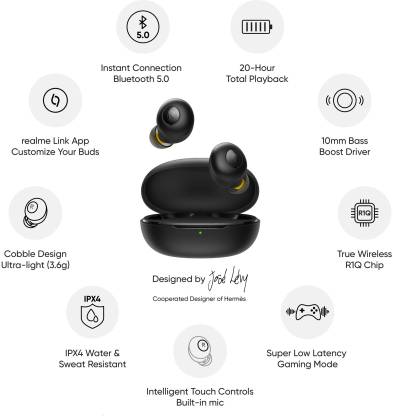 5.0
Instant Connection
Bluetooth 5.0
20-Hour
Total Playback
realme Link App
Customize Your Buds
10mm Bass
Boost Driver
R
Cobble Design
Ultra-light (3.6g)
R1Q
True Wireless
R1Q Chip
Designed by José Lévy
Cooperated Designer of Hermès
IPX4
IPX4 Water &
Sweat Resistant
Super Low Latency
Gaming Mode
R
Intelligent Touch Controls
Built-in mic